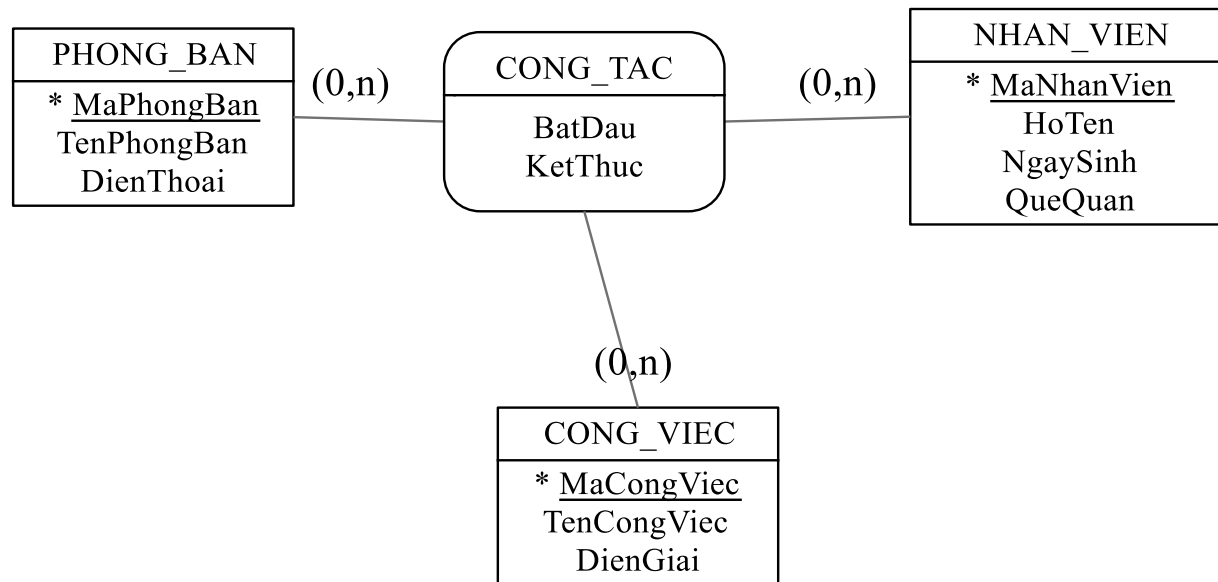 PHONG_BAN
* MaPhongBan
TenPhongBan
DienThoai
(0,n)
CONG_TAC
BatDau
KetThuc
(0,n)
NHAN_VIEN
* MaNhanVien
HoTen
NgaySinh
QueQuan
(0,n)
CONG_VIEC
* MaCongViec
TenCongViec
DienGiai